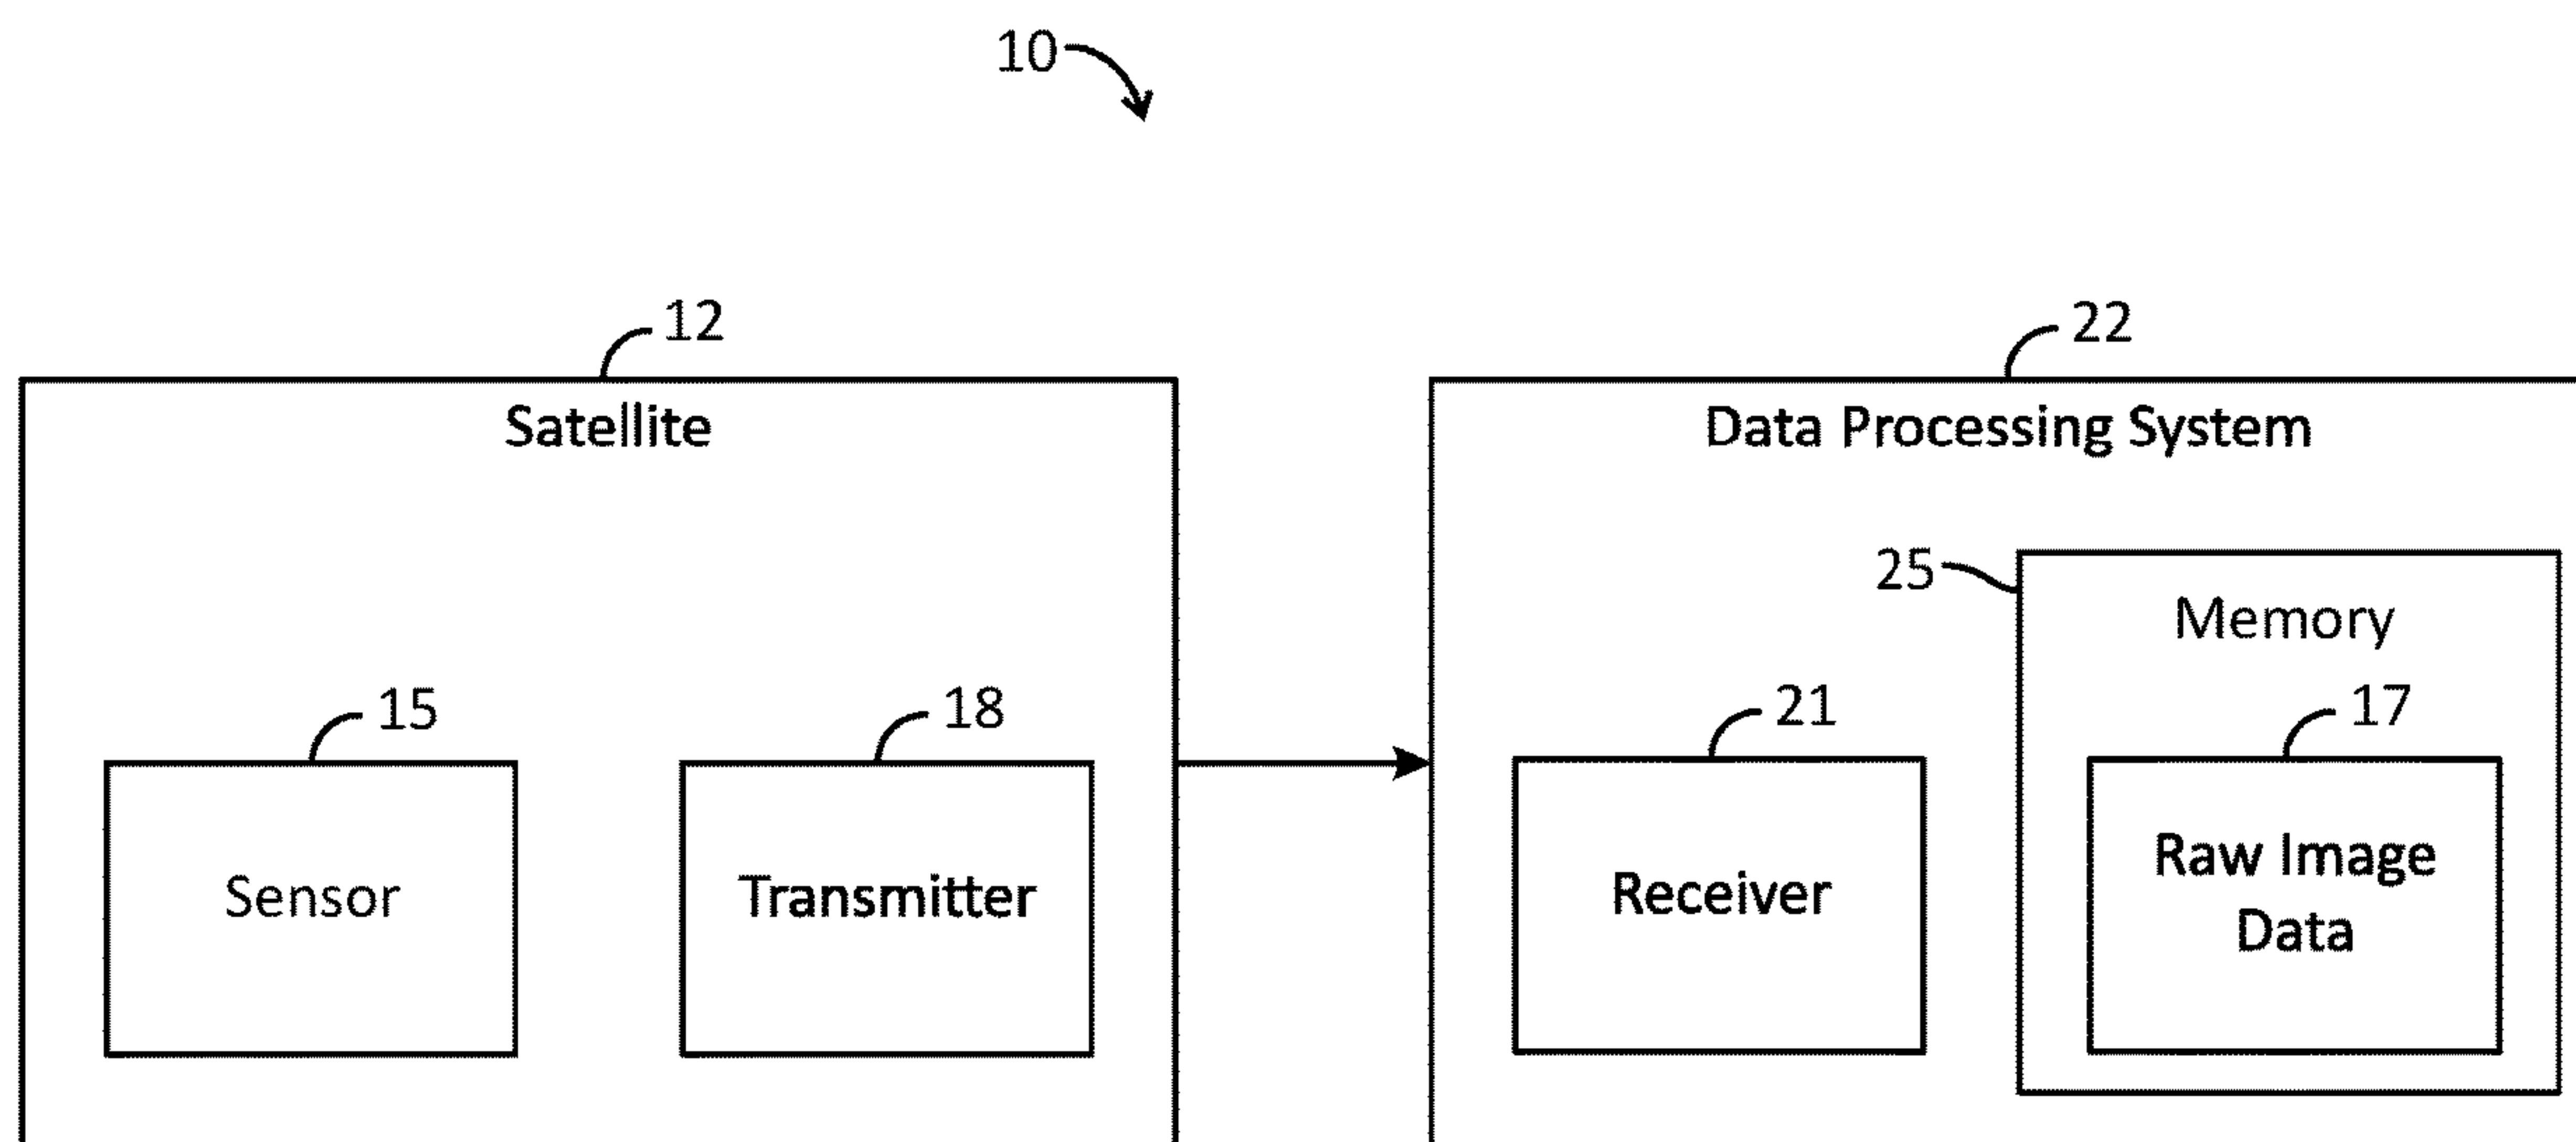 10
12
22
Satellite
Data Processing System
25
Memory
15
18
21
17
Sensor
Transmitter
Receiver
Raw Image
Data